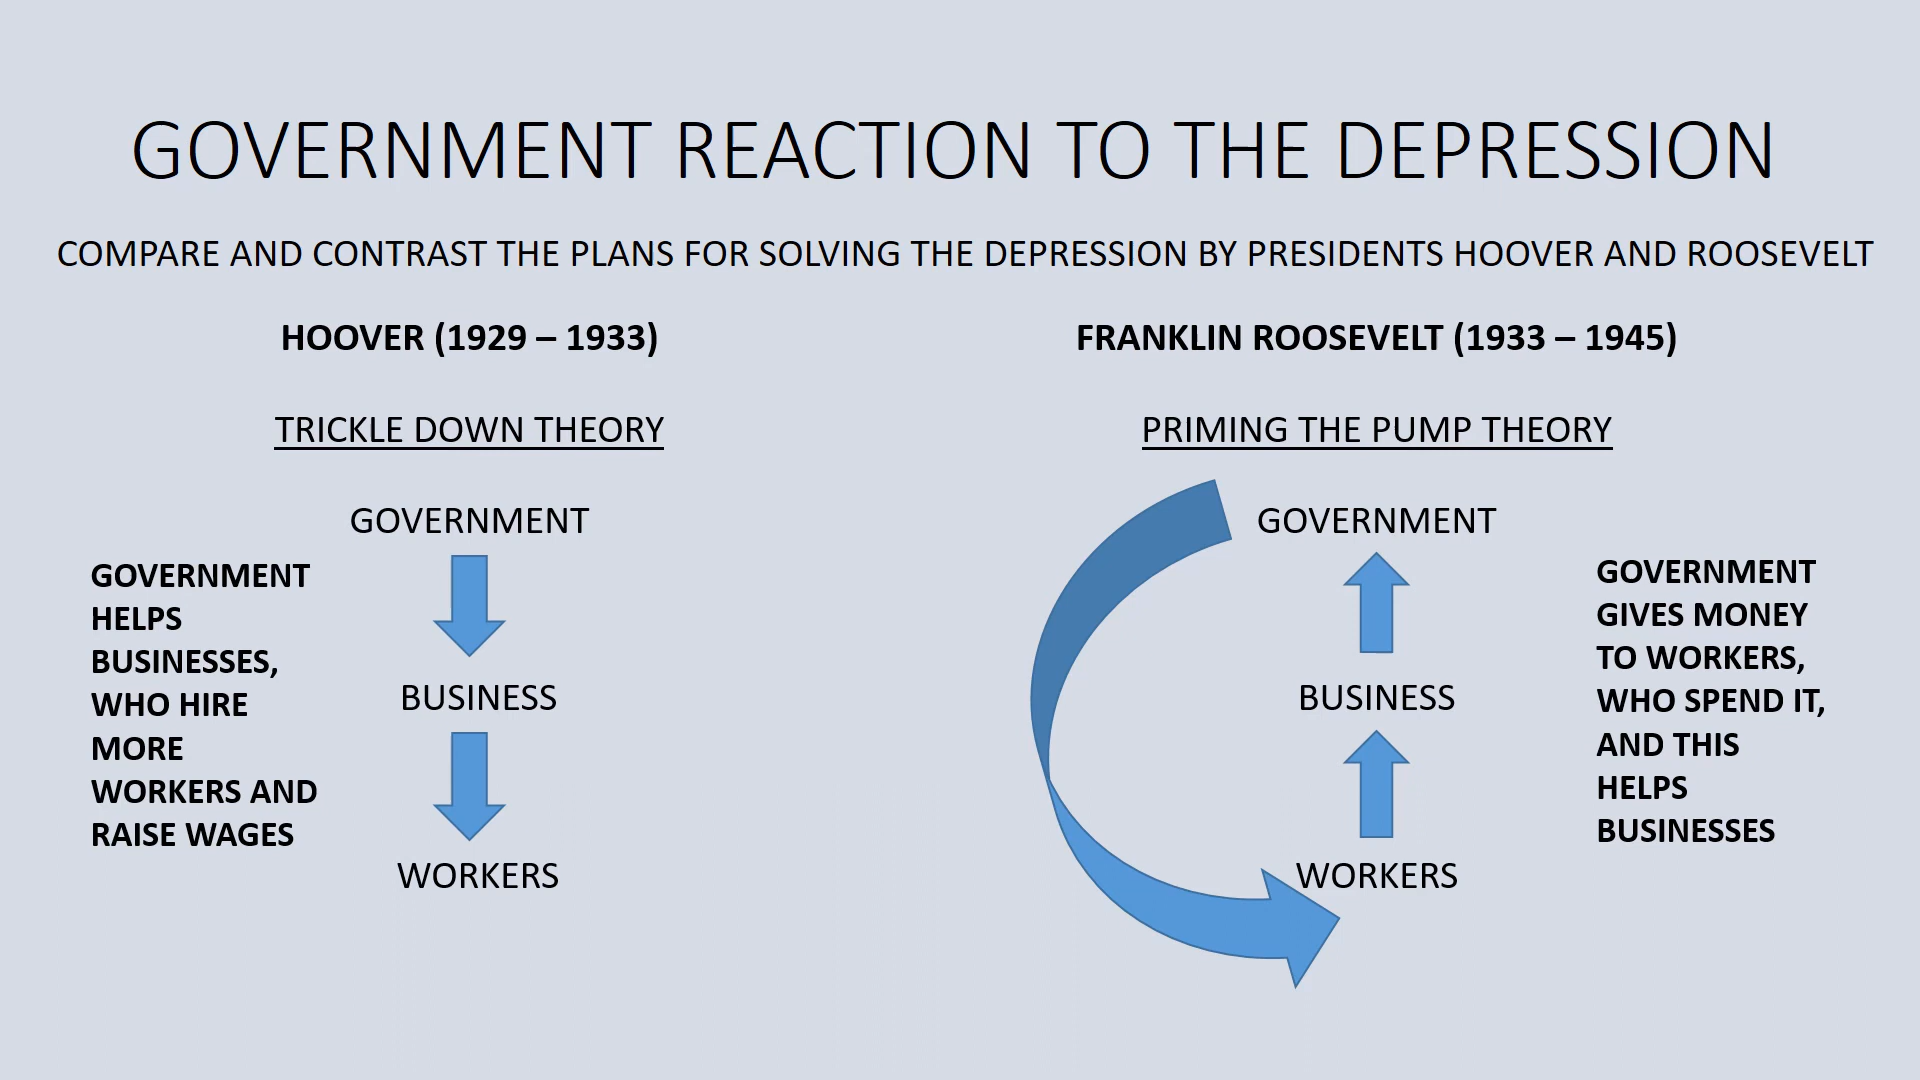 GOVERNMENT REACTION TO THE DEPRESSION
COMPARE AND CONTRAST THE PLANS FOR SOLVING THE DEPRESSION BY PRESIDENTS HOOVER AND ROOSEVELT
HOOVER (1929 – 1933)
TRICKLE DOWN THEORY
GOVERNMENT
BUSINESS
WORKERS
GOVERNMENT
HELPS
BUSINESSES,
WHO HIRE
MORE
WORKERS AND
RAISE WAGES
FRANKLIN ROOSEVELT (1933 – 1945)
PRIMING THE PUMP THEORY
GOVERNMENT
BUSINESS
WORKERS
GOVERNMENT
GIVES MONEY
TO WORKERS,
WHO SPEND IT,
AND THIS
HELPS
BUSINESSES